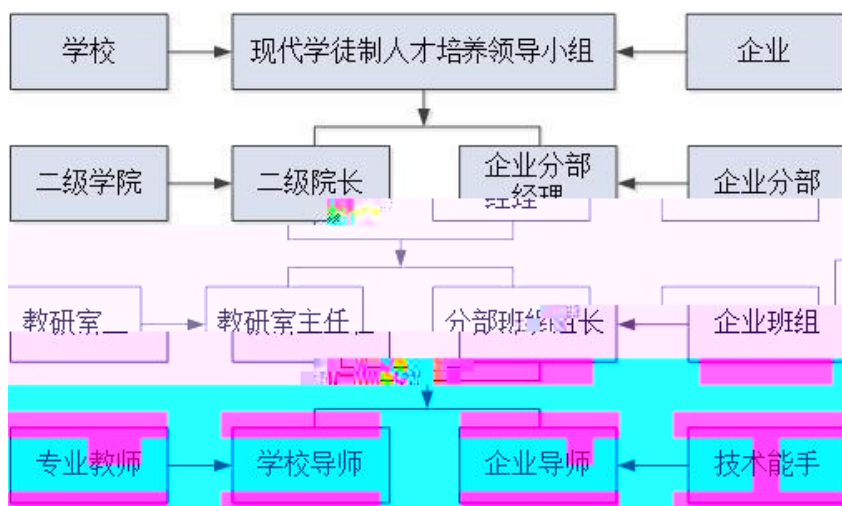 学校
现代学徒制人才培养领导小组
企业
二级学院
二级院长
企业分部
经理
企业分部
教研室
教研室主任
分部班组组长
企业班组
专业教师
学校导师
企业导师
技术能手